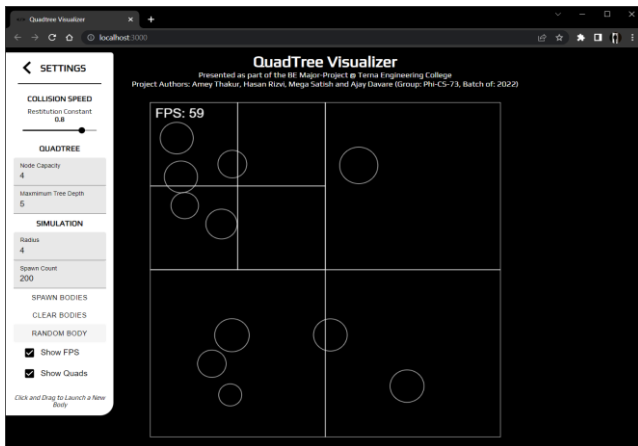 Quadtree Visualizer
localhost:3000
SETTINGS
COLLISION SPEED
Restitution Constant
0.8
QUADTREE
Node Capacity
4
Maxmimum Tree Depth
5
SIMULATION
Radius
4
Spawn Count
200
SPAWN BODIES
CLEAR BODIES
RANDOM BODY
Show FPS
Show Quads
Click and Drag to Launch a New
Body
QuadTree Visualizer
Presented as part of the BE Major-Project @ Terna Engineering College
Project Authors: Amey Thakur, Hasan Rizvi, Mega Satish and Ajay Davare (Group: Phi-CS-73, Batch of: 2022)
FPS: 59